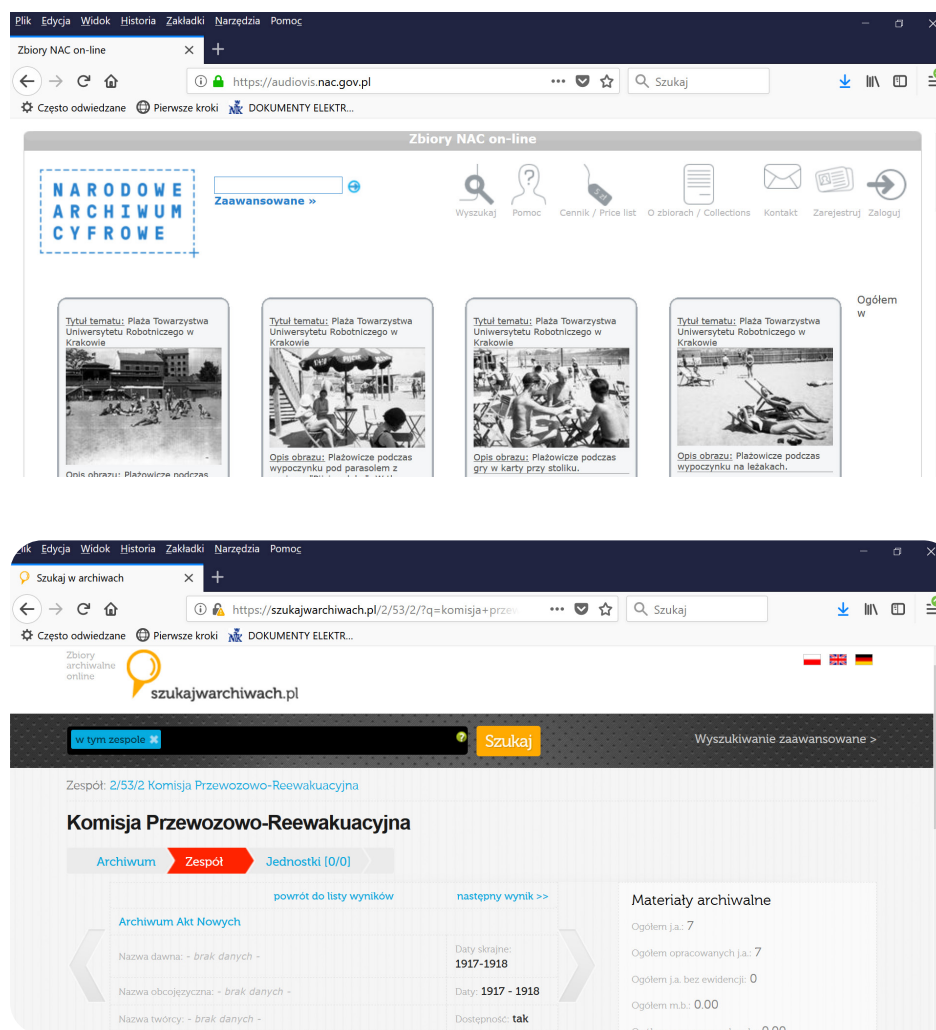 Plik Edycja Widok Historia Zakładki Narzędzia Pomoc
Zbiory NAC on-line
https://audiovis.nac.gov.pl
Szukaj
Często odwiedzane Pierwsze kroki DOKUMENTY ELEKTR...
Zbiory NAC on-line
NARODOWE
ARCHIWUM
CYFROWE
Zaawansowane »
Wyszukaj Pomoc Cennik / Price list O zbiorach / Collections Kontakt Zarejestruj Zaloguj
Ogółem
w
Tytuł tematu: Plaża Towarzystwa
Uniwersytetu Robotniczego w
Krakowie
Opis obrazu: Plażowicze podczas
Tytuł tematu: Plaża Towarzystwa
Uniwersytetu Robotniczego w
Krakowie
Opis obrazu: Plażowicze podczas
wypoczynku pod parasolem z
Tytuł tematu: Plaża Towarzystwa
Uniwersytetu Robotniczego w
Krakowie
Opis obrazu: Plażowicze podczas
gry w karty przy stoliku.
Tytuł tematu: Plaża Towarzystwa
Uniwersytetu Robotniczego w
Krakowie
Opis obrazu: Plażowicze podczas
wypoczynku na leżakach.
Plik Edycja Widok Historia Zakładki Narzędzia Pomoc
Szukaj w archiwach
https://szukajwarchiwach.pl/2/53/2/?q=komisja+przew
Szukaj
Często odwiedzane Pierwsze kroki DOKUMENTY ELEKTR...
Zbiory
archiwalne
online
szukajwarchiwach.pl
w tym zespole
Szukaj
Wyszukiwanie zaawansowane >
Zespół: 2/53/2 Komisja Przewozowo-Reewakuacyjna
Komisja Przewozowo-Reewakuacyjna
Archiwum Zespół Jednostki [0/0]
powrót do listy wyników następny wynik >>
Archiwum Akt Nowych
Nazwa dawna: - brak danych -
Daty skrajne:
1917-1918
Nazwa obcojęzyczna: - brak danych -
Daty: 1917 - 1918
Nazwa twórcy: - brak danych -
Dostępność: tak
Materiały archiwalne
Ogółem j.a.: 7
Ogółem opracowanych j.a.: 7
Ogółem j.a. bez ewidencji: 0
Ogółem m.b.: 0.00